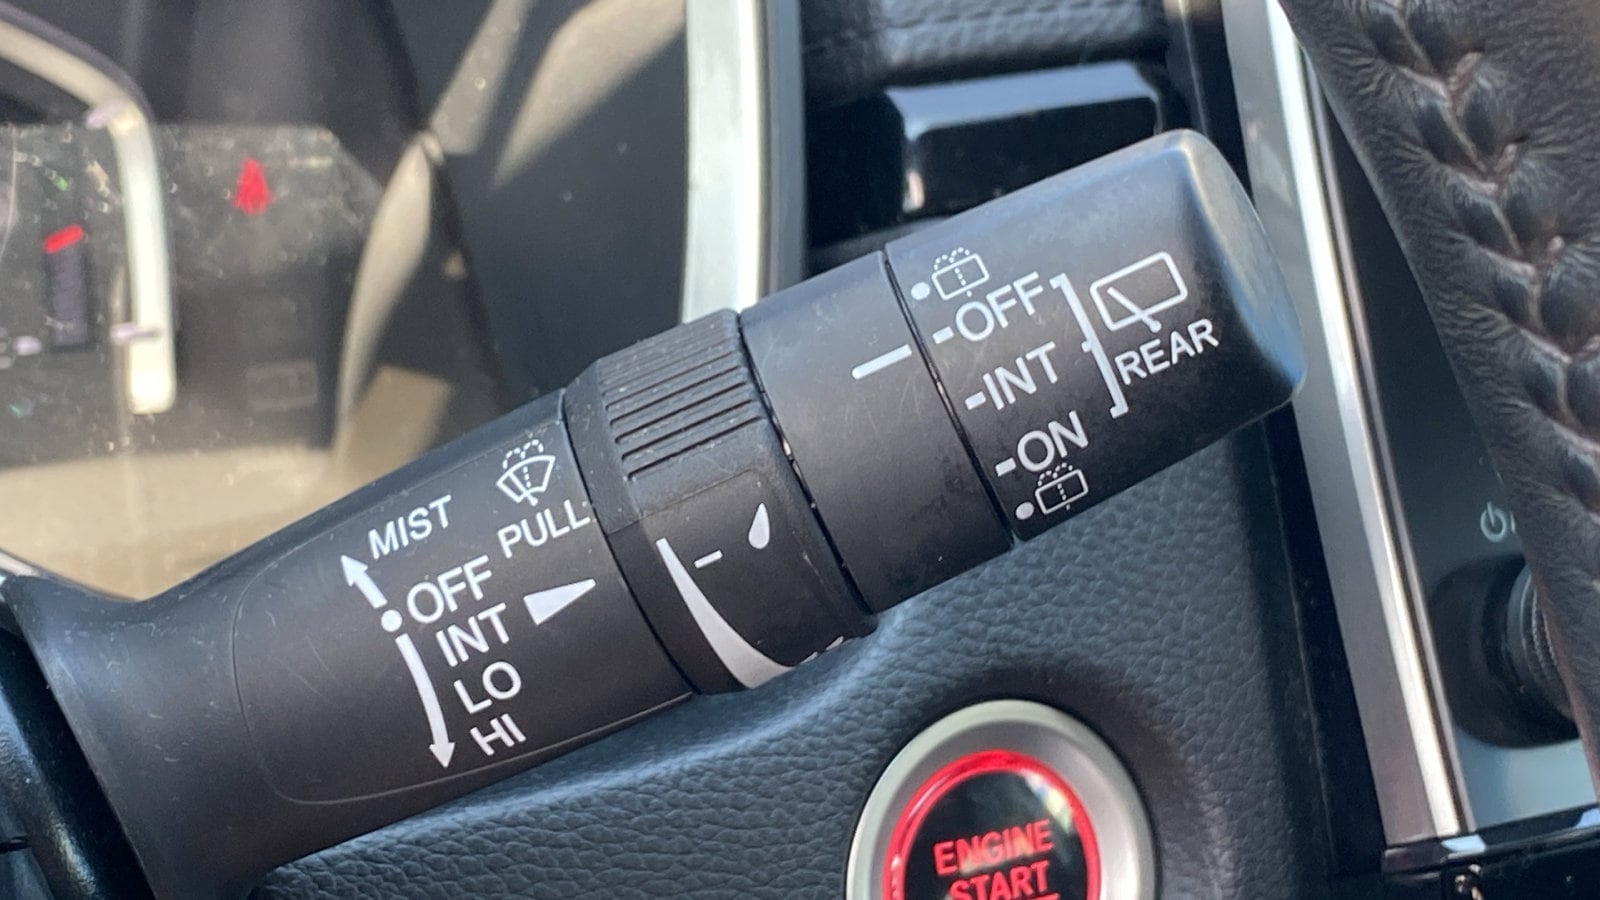 MIST
OFF
INT
LO
HI
PULL
-OFF
-INT
-ON
REAR
ENGINE
START